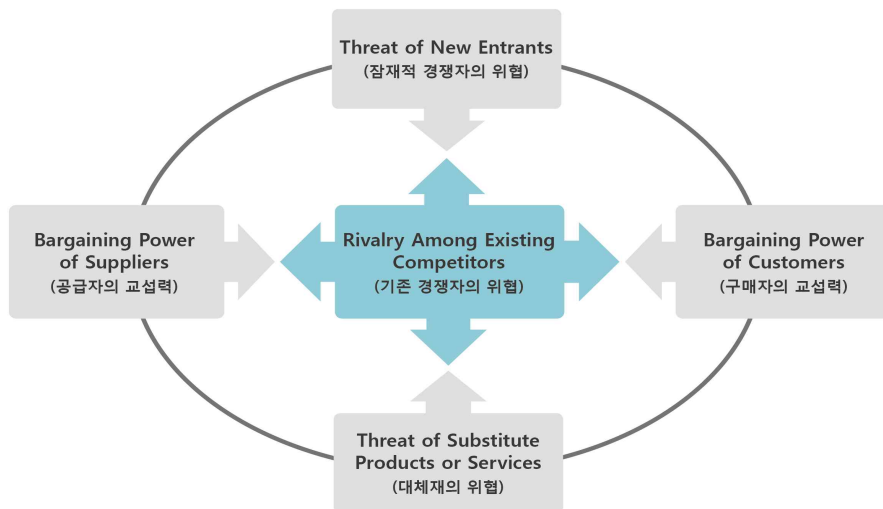 Threat of New Entrants
(잠재적 경쟁자의 위협)
Bargaining Power
of Suppliers
(공급자의 교섭력)
Rivalry Among Existing
Competitors
(기존 경쟁자의 위협)
Bargaining Power
of Customers
(구매자의 교섭력)
Threat of Substitute
Products or Services
(대체재의 위협)